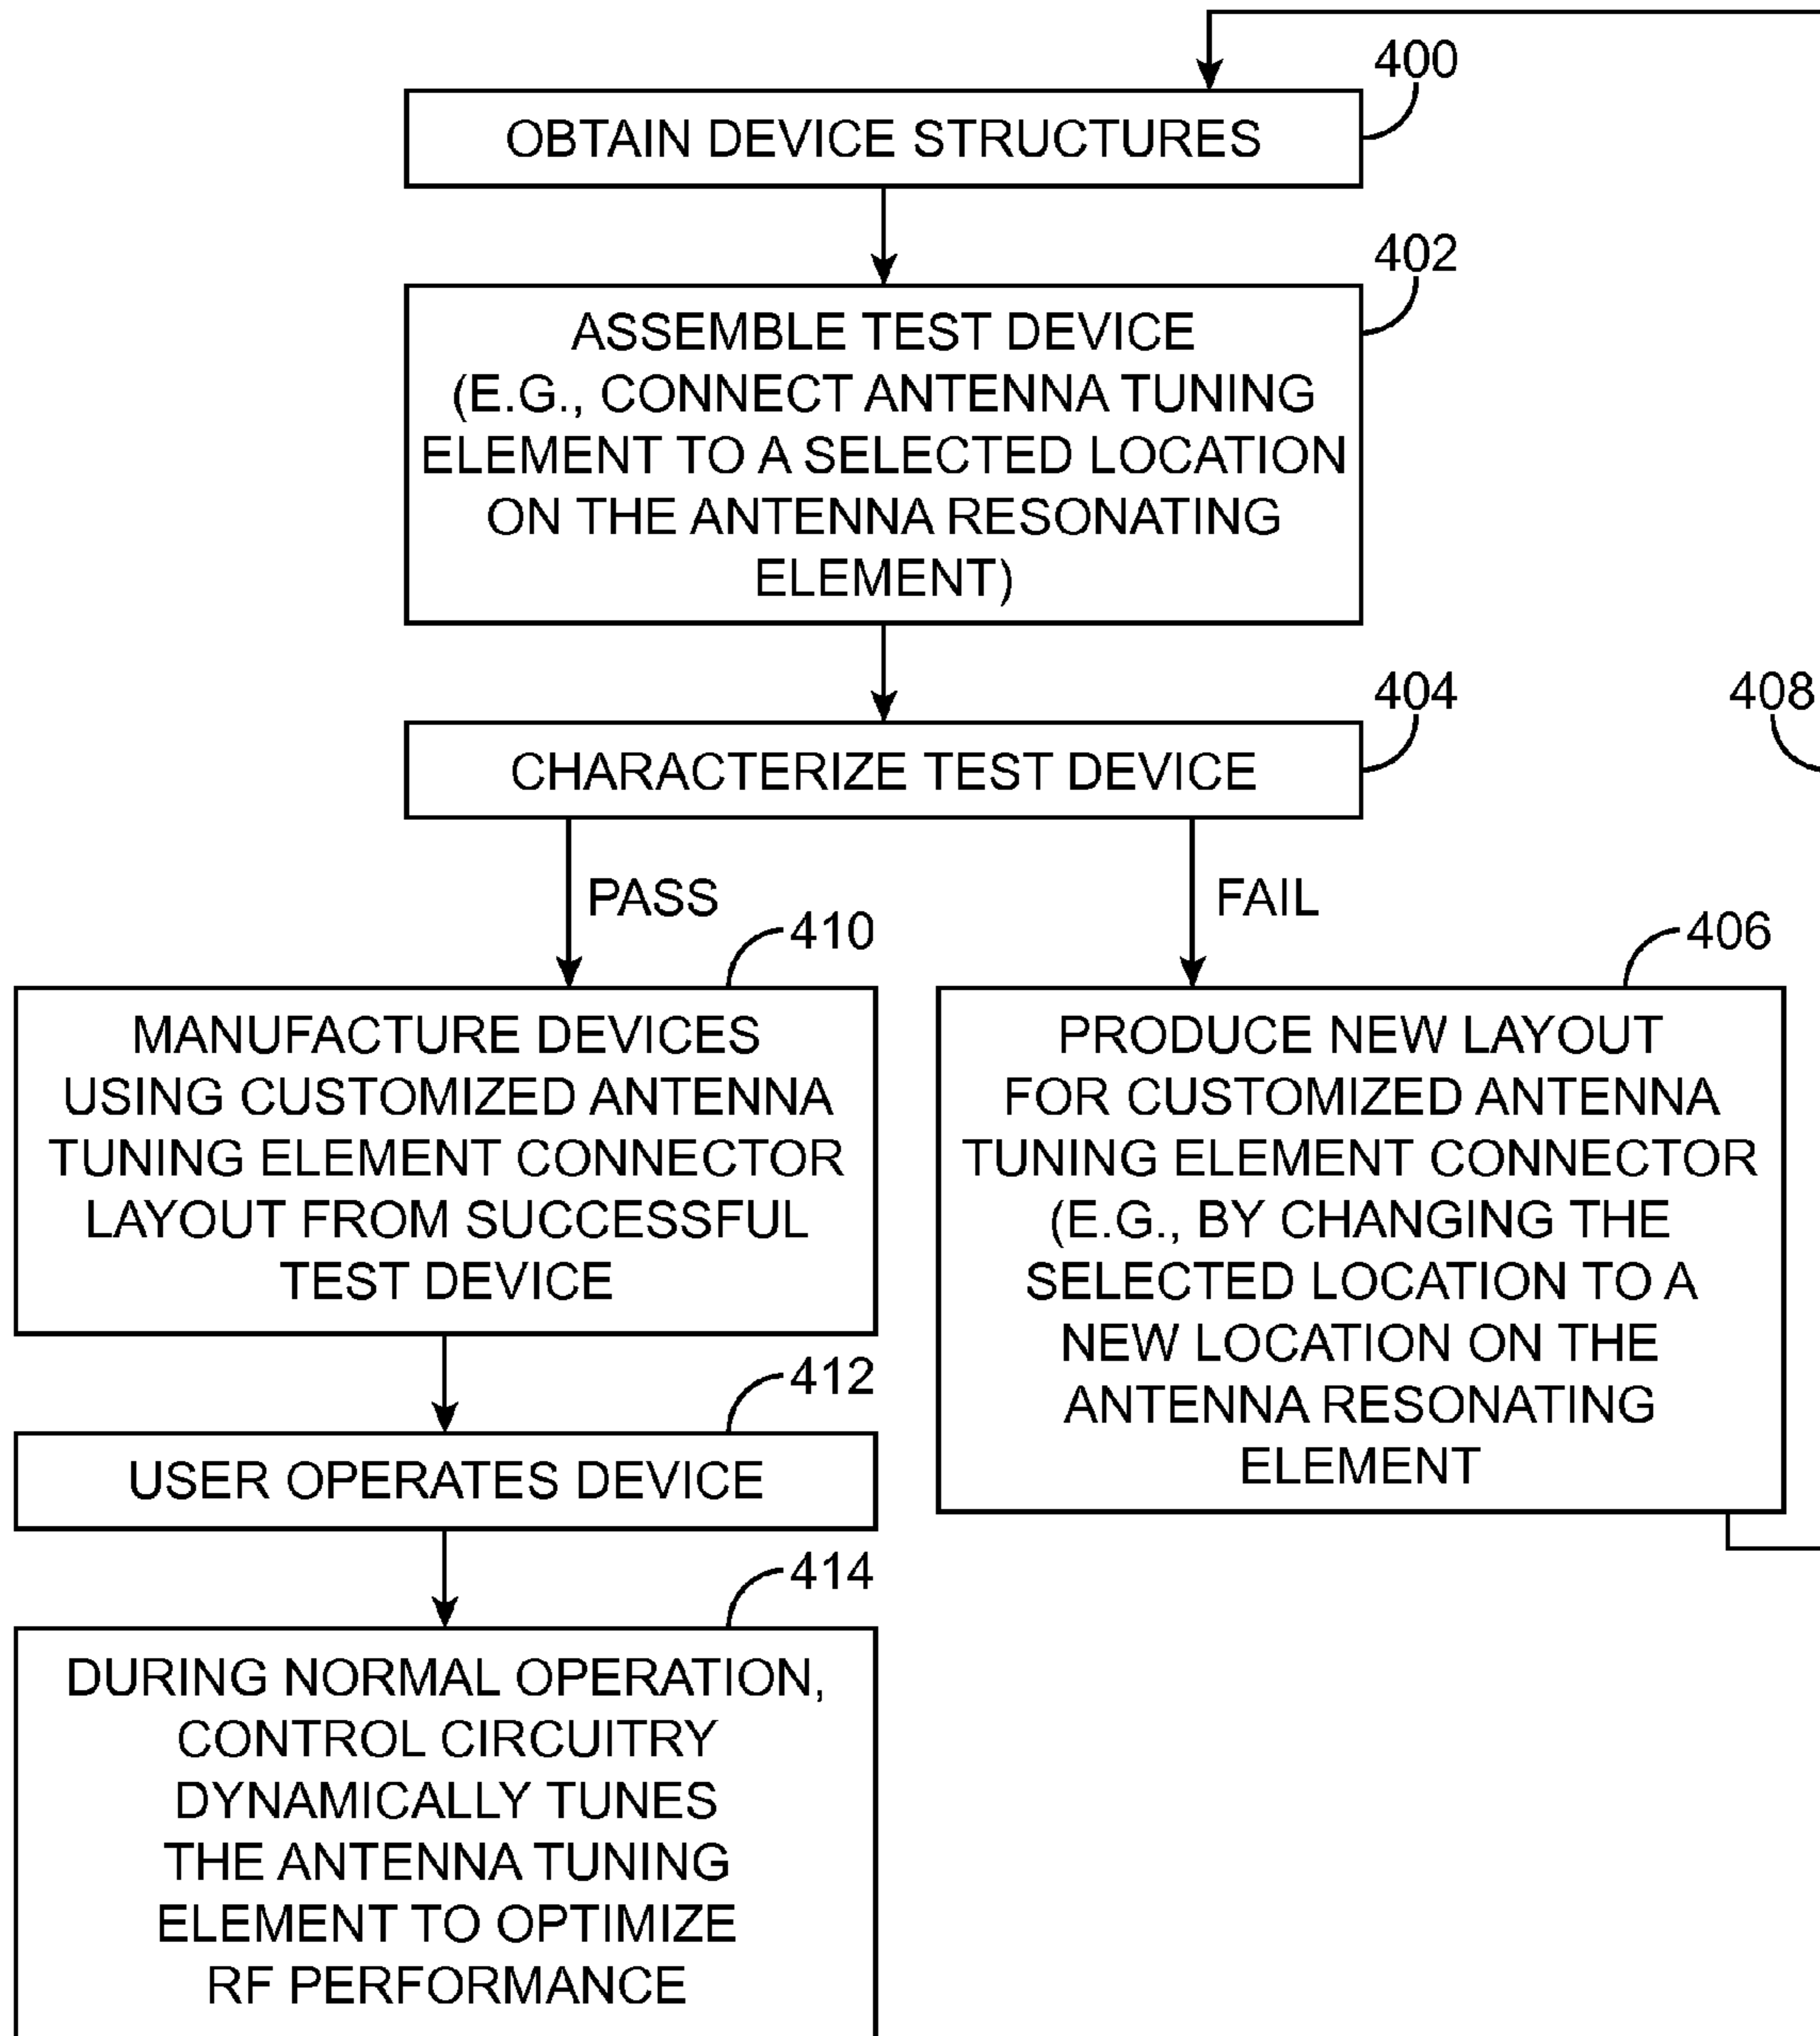 400
OBTAIN DEVICE STRUCTURES
402
ASSEMBLE TEST DEVICE
(E.G., CONNECT ANTENNA TUNING
ELEMENT TO A SELECTED LOCATION
ON THE ANTENNA RESONATING
ELEMENT)
404
408
CHARACTERIZE TEST DEVICE
PASS
FAIL
410
MANUFACTURE DEVICES
USING CUSTOMIZED ANTENNA
TUNING ELEMENT CONNECTOR
LAYOUT FROM SUCCESSFUL
TEST DEVICE
406
PRODUCE NEW LAYOUT
FOR CUSTOMIZED ANTENNA
TUNING ELEMENT CONNECTOR
(E.G., BY CHANGING THE
SELECTED LOCATION TO A
NEW LOCATION ON THE
ANTENNA RESONATING
ELEMENT
412
USER OPERATES DEVICE
414
DURING NORMAL OPERATION,
CONTROL CIRCUITRY
DYNAMICALLY TUNES
THE ANTENNA TUNING
ELEMENT TO OPTIMIZE
RF PERFORMANCE